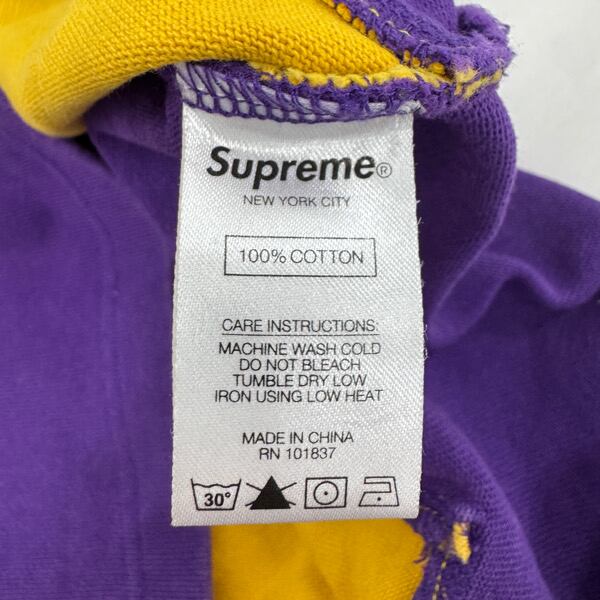 Supreme®
NEW YORK CITY
100% COTTON
CARE INSTRUCTIONS:
MACHINE WASH COLD
DO NOT BLEACH
TUMBLE DRY LOW
IRON USING LOW HEAT
MADE IN CHINA
RN 101837
30°